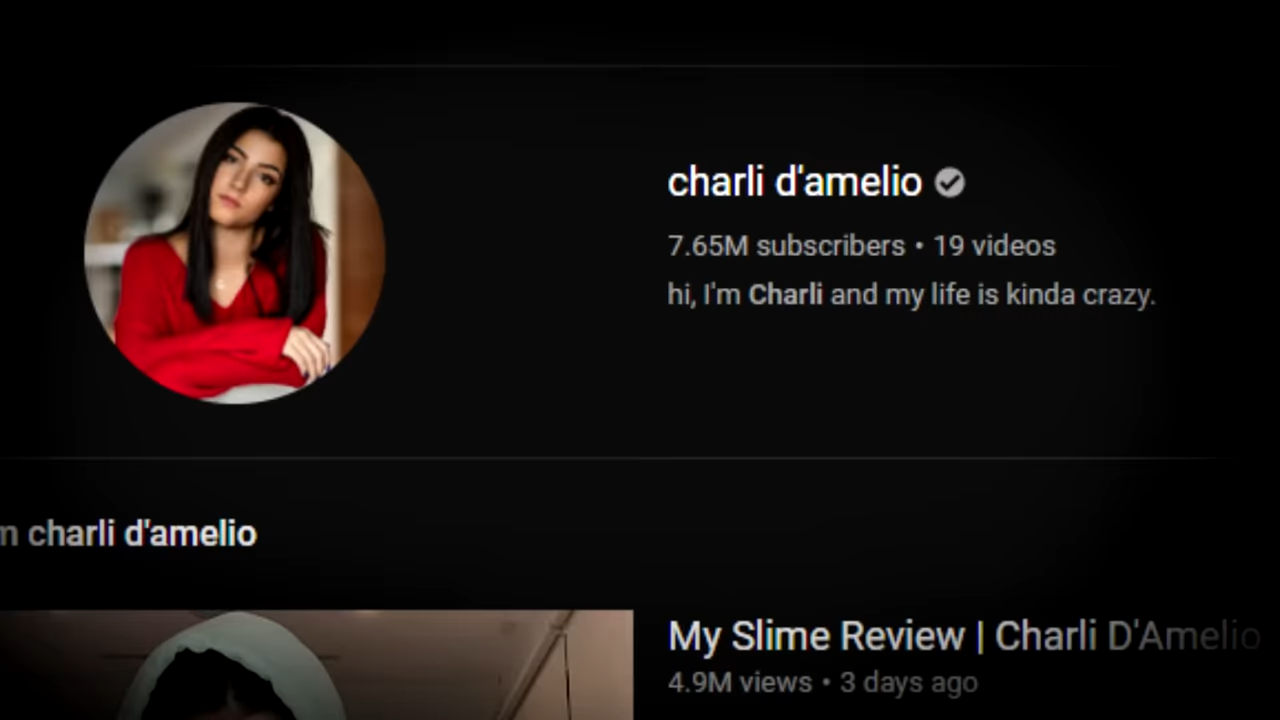 charli d'amelio
7.65M subscribers • 19 videos
hi, I'm Charli and my life is kinda crazy.
m charli d'amelio
My Slime Review | Charli D'Amelio
4.9M views • 3 days ago